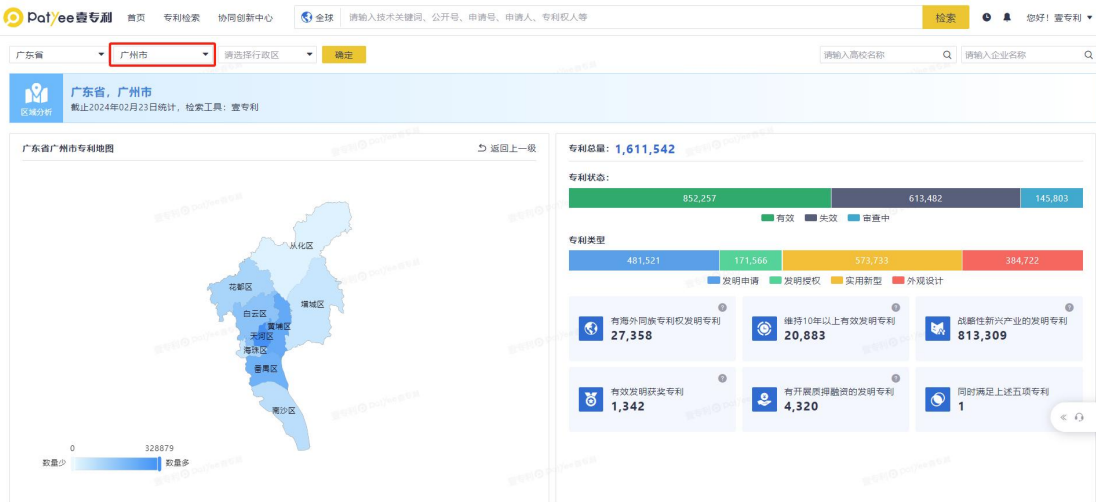 Patyee壹专利 首页 专利检索 协同创新中心 全球 请输入技术关键词、公开号、申请号、申请人、专利权人等 检索 您好！壹专利
广东省 广州市 请选择行政区 确定 请输入高校名称 请输入企业名称
广东省，广州市
区域分析 截止2024年02月23日统计，检索工具：壹专利
广东省广州市专利地图 返回上一级
从化区
花都区
增城区
白云区
黄埔区
天河区
海珠区
番禺区
南沙区
0 328879
数量少 数量多
专利总量：1,611,542
专利状态：
852,257 613,482 145,803
有效 失效 审查中
专利类型
481,521 171,566 573,733 384,722
发明申请 发明授权 实用新型 外观设计
有海外同族专利权发明专利
27,358
维持10年以上有效发明专利
20,883
战略性新兴产业的发明专利
813,309
有效发明获奖专利
1,342
有开展质押融资的发明专利
4,320
同时满足上述五项专利
1